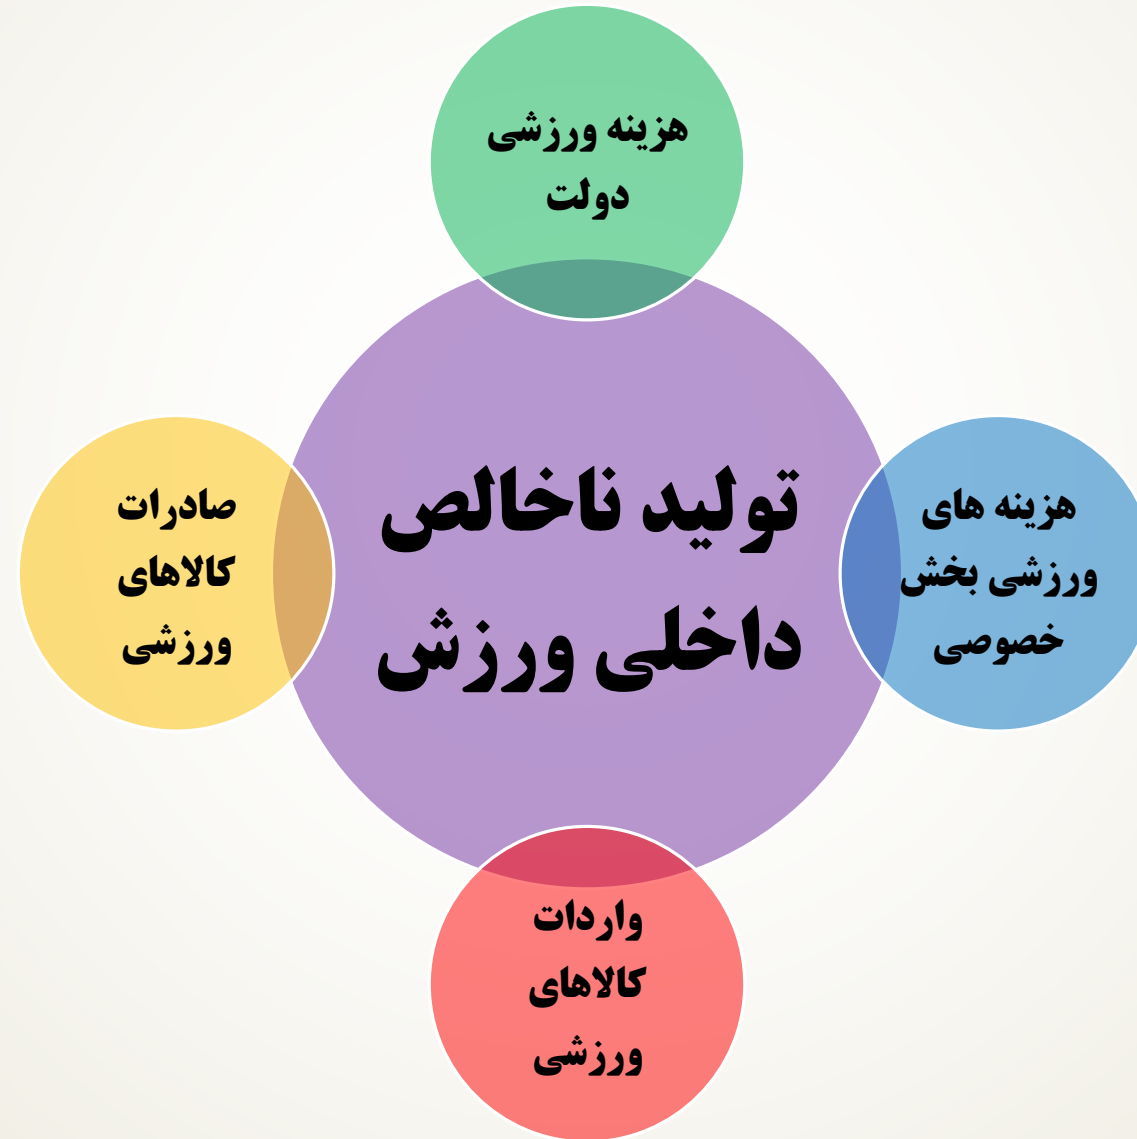 هزینه ورزشی
دولت
تولید ناخالص
داخلی ورزش
هزینه های
ورزشی بخش
خصوصی
واردات
کالاهای
ورزشی
صادرات
کالاهای
ورزشی